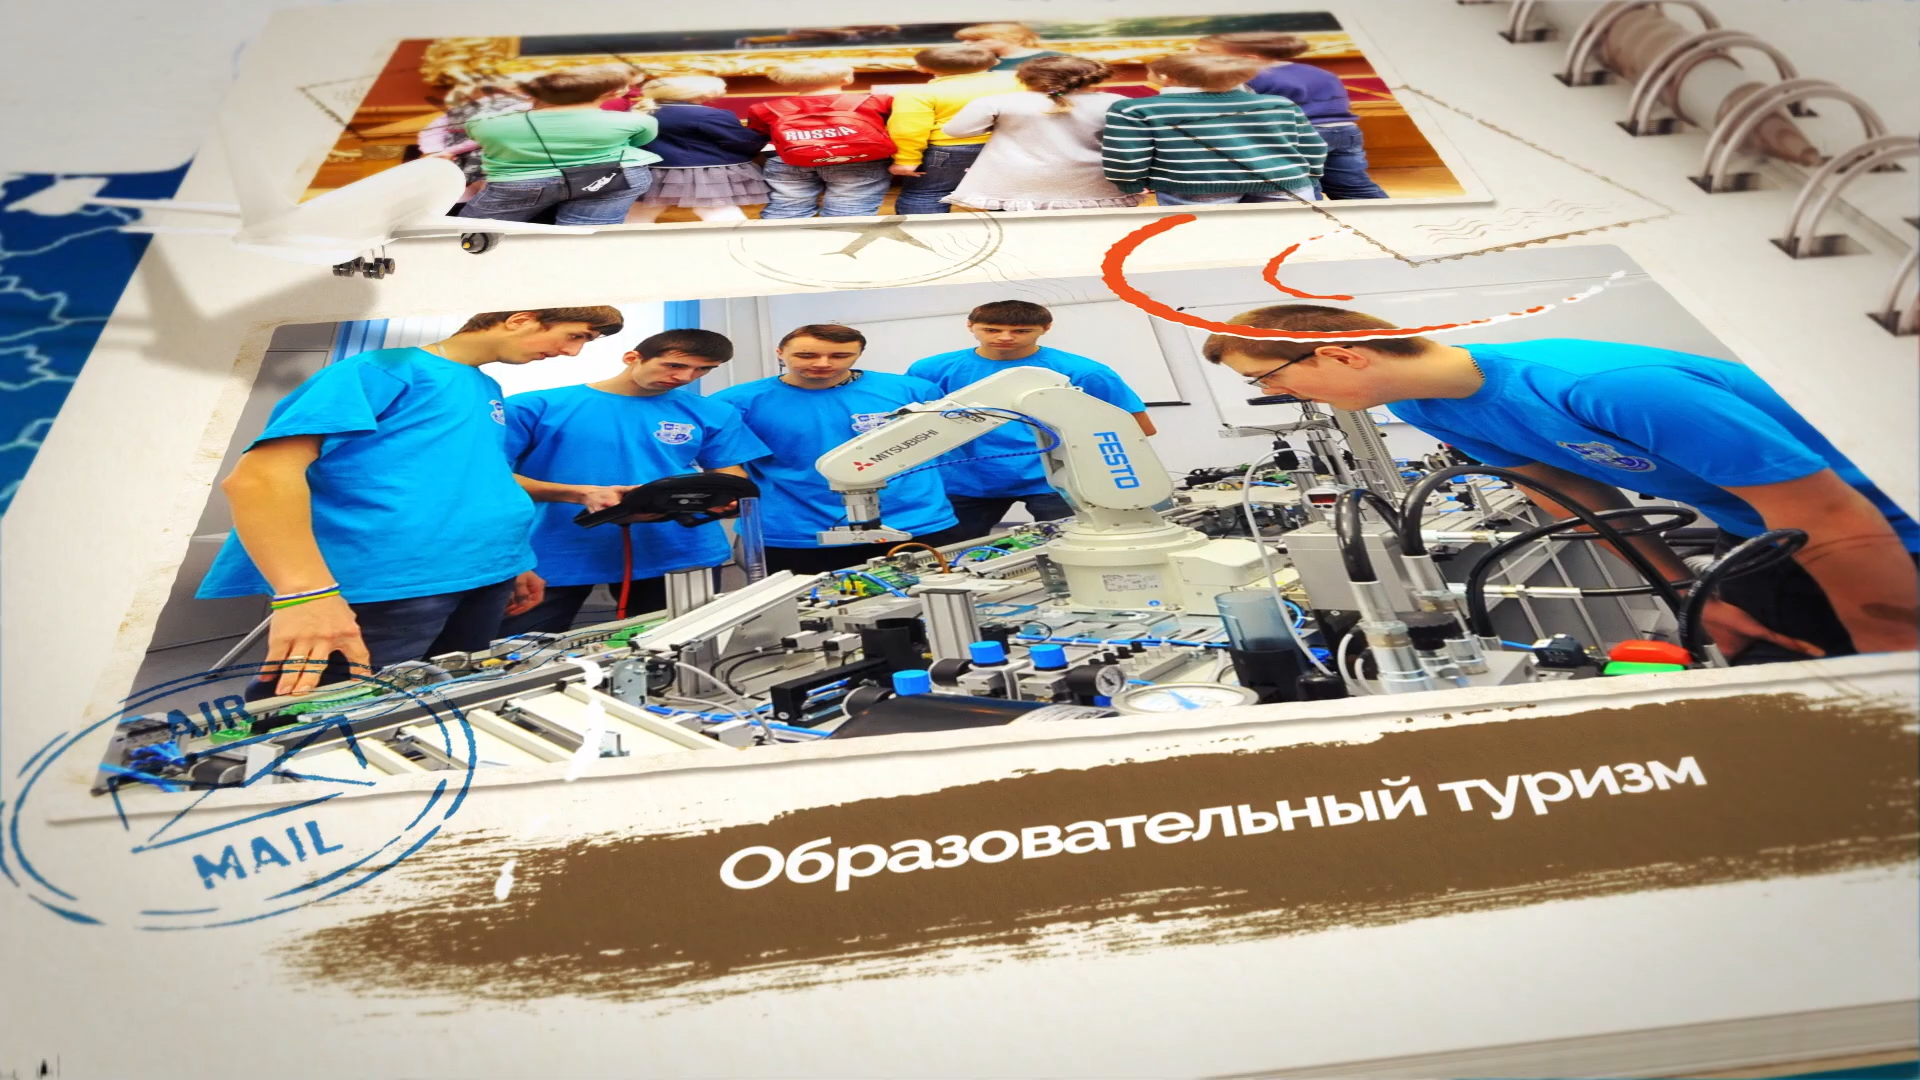 RUSSIA
MITSUBISHI
FESTO
AIR
MAIL
Образовательный туризм